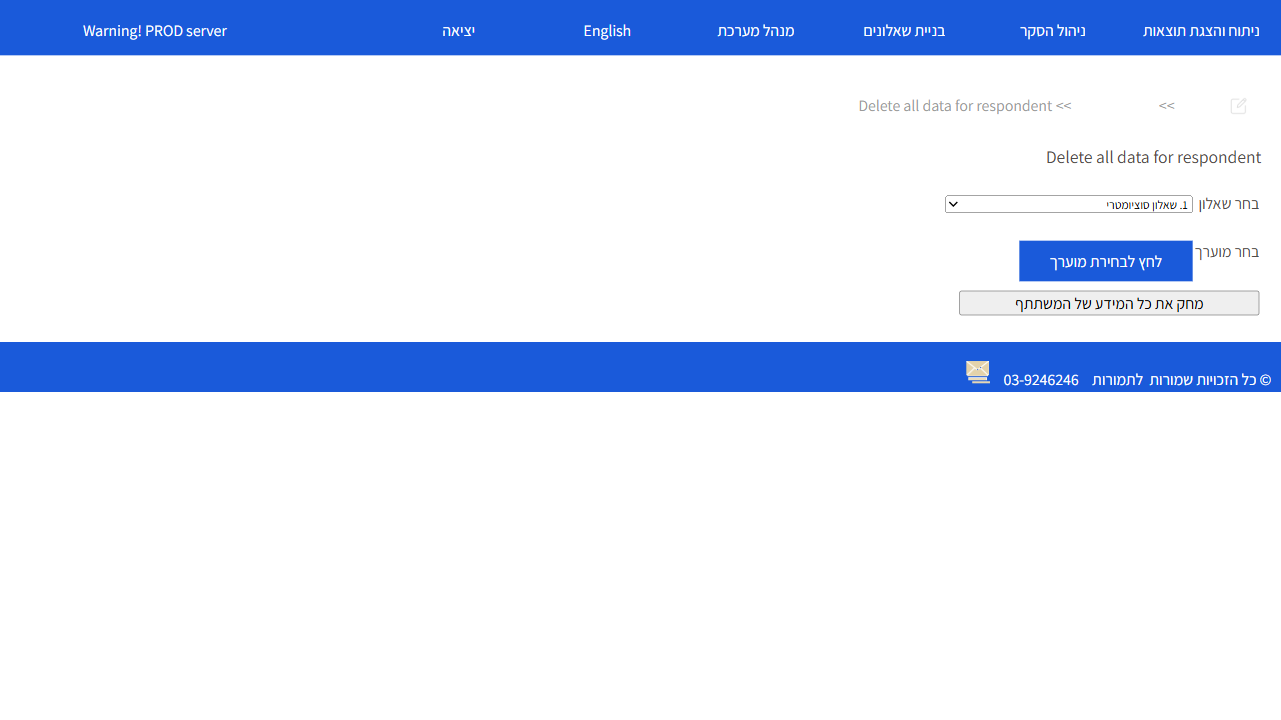 ניתוח והצגת תוצאות ניהול הסקר בניית שאלונים מנהל מערכת English יציאה Warning! PROD server
>> Delete all data for respondent <<
Delete all data for respondent
בחר שאלון 1. שאלון סוציומטרי
בחר מוערך
לחץ לבחירת מוערך
מחק את כל המידע של המשתתף
© כל הזכויות שמורות לתמורות 03-9246246